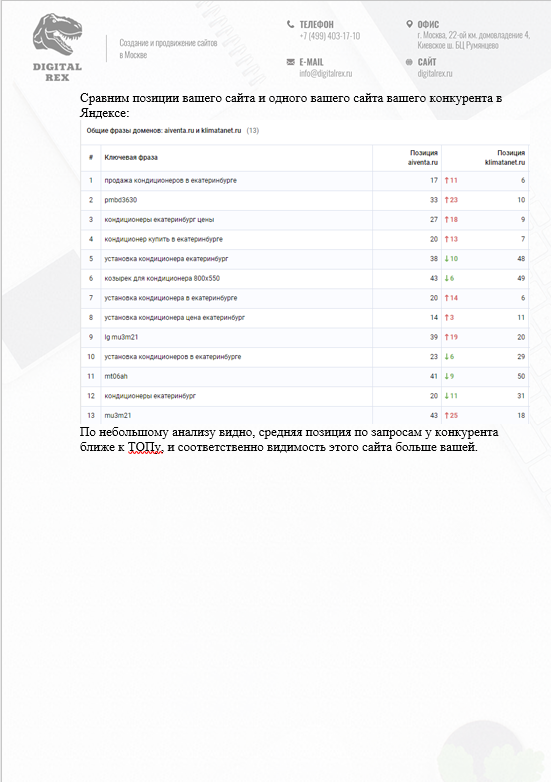 DIGITAL
REX
Создание и продвижение сайтов
в Москве
ТЕЛЕФОН
+7 (499) 403-17-10
E-MAIL
info@digitalrex.ru
ОФИС
г. Москва, 22-ой км. домовладение 4,
Киевское ш. БЦ Румянцево
САЙТ
digitalrex.ru
Сравним позиции вашего сайта и одного вашего сайта вашего конкурента в
Яндексе:
Общие фразы доменов: aiventa.ru и klimatanet.ru (13)
# Ключевая фраза Позиция aiventa.ru Позиция klimatanet.ru
1 продажа кондиционеров в екатеринбурге 17 ↑11 6
2 pmbd3630 33 ↑23 10
3 кондиционеры екатеринбург цены 27 ↑18 9
4 кондиционер купить в екатеринбурге 20 ↑13 7
5 установка кондиционера екатеринбург 38 ↓10 48
6 козырек для кондиционера 800х550 43 ↓6 49
7 установка кондиционера в екатеринбурге 20 ↑14 6
8 установка кондиционера цена екатеринбург 14 ↑3 11
9 lg mu3m21 39 ↑19 20
10 установка кондиционеров в екатеринбурге 23 ↓6 29
11 mt06ah 41 ↓9 50
12 кондиционеры екатеринбург 20 ↓11 31
13 mu3m21 43 ↑25 18
По небольшому анализу видно, средняя позиция по запросам у конкурента
ближе к ТОПу, и соответственно видимость этого сайта больше вашей.